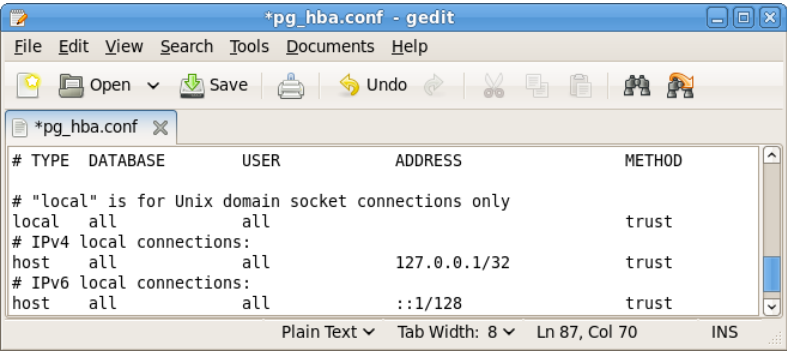 *pg_hba.conf - gedit
File Edit View Search Tools Documents Help
Open Save Undo
*pg_hba.conf
# TYPE DATABASE USER ADDRESS METHOD
# "local" is for Unix domain socket connections only
local all all trust
# IPv4 local connections:
host all all 127.0.0.1/32 trust
# IPv6 local connections:
host all all ::1/128 trust
Plain Text Tab Width: 8 Ln 87, Col 70 INS